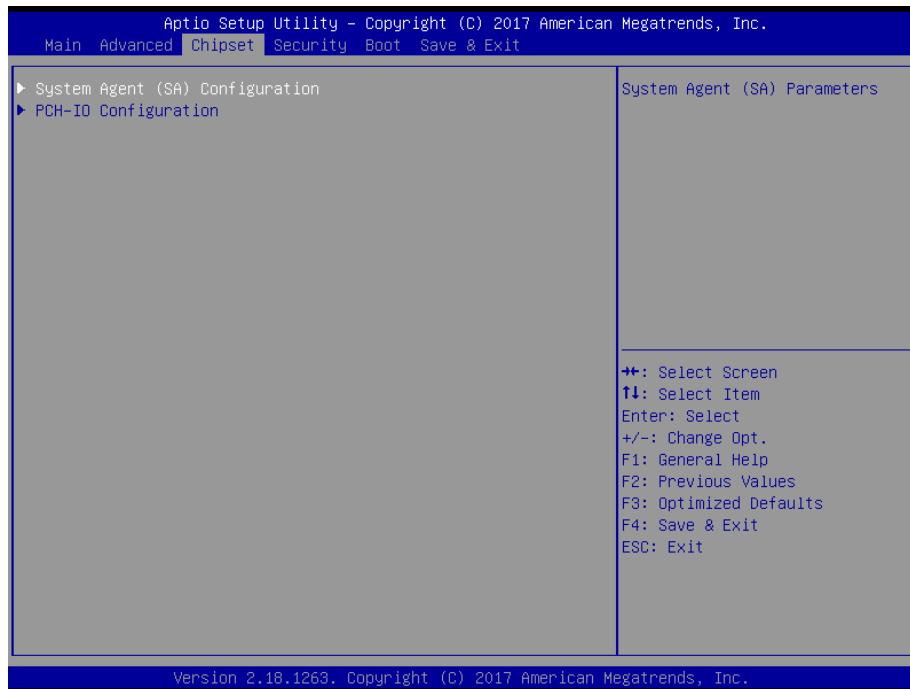 Aptio Setup Utility – Copyright (C) 2017 American Megatrends, Inc.
Main Advanced Chipset Security Boot Save & Exit
▶ System Agent (SA) Configuration
▶ PCH-IO Configuration
System Agent (SA) Parameters
→←: Select Screen
↑↓: Select Item
Enter: Select
+/-: Change Opt.
F1: General Help
F2: Previous Values
F3: Optimized Defaults
F4: Save & Exit
ESC: Exit
Version 2.18.1263. Copyright (C) 2017 American Megatrends, Inc.